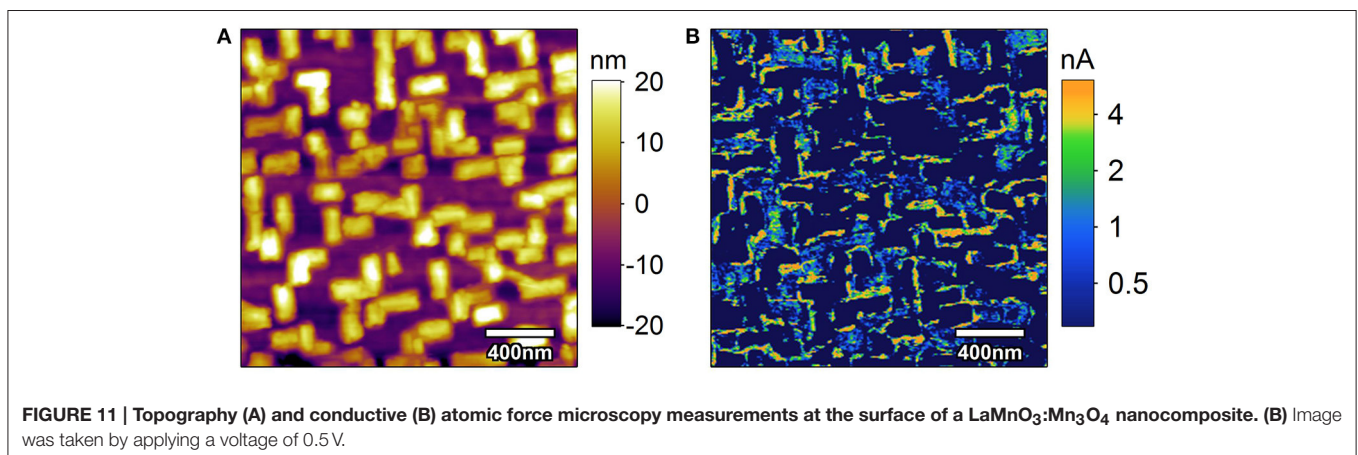 A
nm
20
10
0
-10
-20
400nm
B
nA
4
2
1
0.5
400nm
FIGURE 11 | Topography (A) and conductive (B) atomic force microscopy measurements at the surface of a LaMnO₃:Mn₃O₄ nanocomposite. (B) Image
was taken by applying a voltage of 0.5 V.